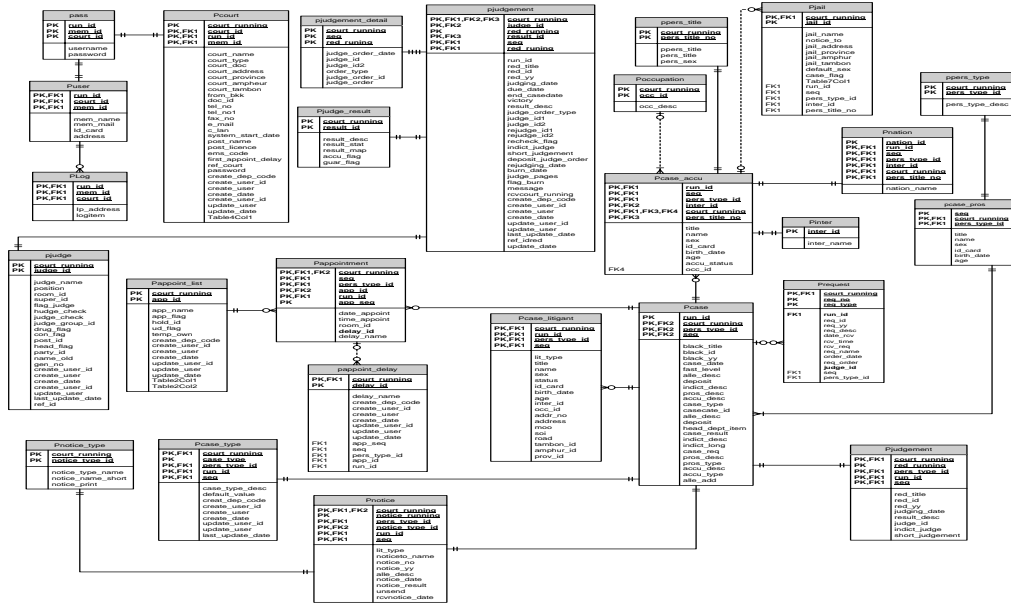 pass
PK run_id
PK mem_id
PK court_id
username
password
Pcourt
PK court_running
PK,FK1 court_id
PK,FK1 run_id
PK,FK1 mem_id
court_name
court_type
court_doc
court_address
court_province
court_amphur
court_tambon
from_bkk
doc_id
tel_no
tel_no1
fax_no
e_mail
c_lan
system_start_date
post_name
post_licence
ems_code
first_appoint_delay
ref_court
password
create_dep_code
create_user_id
create_user
create_date
create_user_id
update_user
update_date
Table4Col1
pjudgement_detail
PK,FK1 court_running
PK seq
PK red_runing
judge_order_date
judge_id
judge_id2
order_type
judge_order_id
judge_order
pjudgement
PK,FK1,FK2,FK3 court_running
PK judge_id
PK red_running
PK,FK3 result_id
PK,FK1 seq
PK,FK1 red_runing
run_id
red_title
red_id
red_yy
judging_date
due_date
end_casedate
victory
result_desc
judge_order_type
judge_id1
judge_id2
rejudge_id1
rejudge_id2
recheck_flag
indict_judge
short_judgement
deposit_judge_order
rejudging_date
burn_date
judge_pages
flag_burn
message
rcvcourt_running
create_dep_code
create_user_id
create_user
create_date
update_user_id
update_user
last_update_date
ref_idred
update_date
ppers_title
PK court_running
PK pers_title_no
ppers_title
pers_title
pers_sex
Pjail
PK,FK1 court_running
PK jail_id
jail_name
notice_to
jail_address
jail_province
jail_amphur
jail_tambon
default_sex
case_flag
Table7Col1
FK1 run_id
FK1 seq
FK1 pers_type_id
FK1 inter_id
FK1 pers_title_no
Puser
PK,FK1 run_id
PK,FK1 court_id
PK,FK1 mem_id
mem_name
mem_mail
Id_card
address
Pjudge_result
PK court_running
PK result_id
result_desc
result_stat
result_map
accu_flag
guar_flag
Poccupation
PK court_running
PK occ_id
occ_desc
ppers_type
PK,FK1 court_running
PK,FK1 pers_type_id
pers_type_desc
Pnation
PK nation_id
PK,FK1 run_id
PK,FK1 seq
PK,FK1 pers_type_id
PK,FK1 inter_id
PK,FK1 court_running
PK,FK1 pers_title_no
nation_name
PLog
PK,FK1 run_id
PK,FK1 mem_id
PK,FK1 court_id
Ip_address
logitem
Pcase_accu
PK,FK1 run_id
PK,FK1 seq
PK,FK1 pers_type_id
PK,FK2 inter_id
PK,FK1,FK3,FK4 court_running
PK,FK3 pers_title_no
title
name
sex
id_card
birth_date
age
accu_status
FK4 occ_id
Pinter
PK inter_id
inter_name
pcase_pros
PK seq
PK,FK1 court_running
PK,FK1 pers_type_id
title
name
sex
id_card
birth_date
age
pjudge
PK court_running
PK judge_id
judge_name
position
room_id
super_id
flag_judge
hudge_check
judge_check
judge_group_id
drug_flag
con_flag
post_id
head_flag
party_id
name_old
gen_no
create_user_id
create_user
create_date
create_user_id
update_user
last_update_date
ref_id
Pappoint_list
PK court_running
PK app_id
app_name
app_flag
hold_id
ud_flag
temp_own
create_dep_code
create_user_id
create_user
create_date
update_user_id
update_user
update_date
Table2Col1
Table2Col2
Pappointment
PK,FK1,FK2 court_running
PK,FK1 seq
PK,FK1 pers_type_id
PK,FK2 app_id
PK,FK1 run_id
PK app_seq
date_appoint
time_appoint
room_id
delay_id
delay_name
pappoint_delay
PK,FK1 court_running
PK delay_id
delay_name
create_dep_code
create_user_id
create_user
create_date
update_user_id
update_user
update_date
FK1 app_seq
FK1 seq
FK1 pers_type_id
FK1 app_id
FK1 run_id
Pcase_litigant
PK,FK1 court_running
PK,FK1 run_id
PK,FK1 pers_type_id
PK,FK1 seq
lit_type
title
name
sex
status
id_card
birth_date
age
inter_id
occ_id
addr_no
address
moo
soi
road
tambon_id
amphur_id
prov_id
Pcase
PK run_id
PK,FK2 court_running
PK,FK2 pers_type_id
PK,FK2 seq
black_title
black_id
black_yy
case_date
fast_level
alle_desc
deposit
indict_desc
pros_desc
accu_desc
case_type
casecate_id
alle_desc
deposit
head_dept_item
case_result
indict_desc
indict_long
case_req
pros_desc
pros_type
accu_desc
accu_type
alle_add
Prequest
PK,FK1 court_running
PK req_no
PK req_type
FK1 run_id
req_id
req_yy
req_desc
date_rcv
rcv_time
rcv_req
req_name
order_date
req_order
judge_id
FK1 seq
FK1 pers_type_id
Pnotice_type
PK court_running
PK notice_type_id
notice_type_name
notice_name_short
notice_print
Pcase_type
PK,FK1 court_running
PK case_type
PK,FK1 pers_type_id
PK,FK1 run_id
PK,FK1 seq
case_type_desc
default_value
creat_dep_code
create_user_id
create_user
create_date
update_user_id
update_user
last_update_date
Pnotice
PK,FK1,FK2 court_running
PK notice_running
PK,FK1 pers_type_id
PK,FK2 notice_type_id
PK,FK1 run_id
PK,FK1 seq
lit_type
noticeto_name
notice_no
notice_yy
alle_desc
notice_date
notice_result
unsend
rcvnotice_date
Pjudgement
PK,FK1 court_running
PK red_running
PK,FK1 pers_type_id
PK,FK1 run_id
PK,FK1 seq
red_title
red_id
red_yy
judging_date
result_desc
judge_id
indict_judge
short_judgement